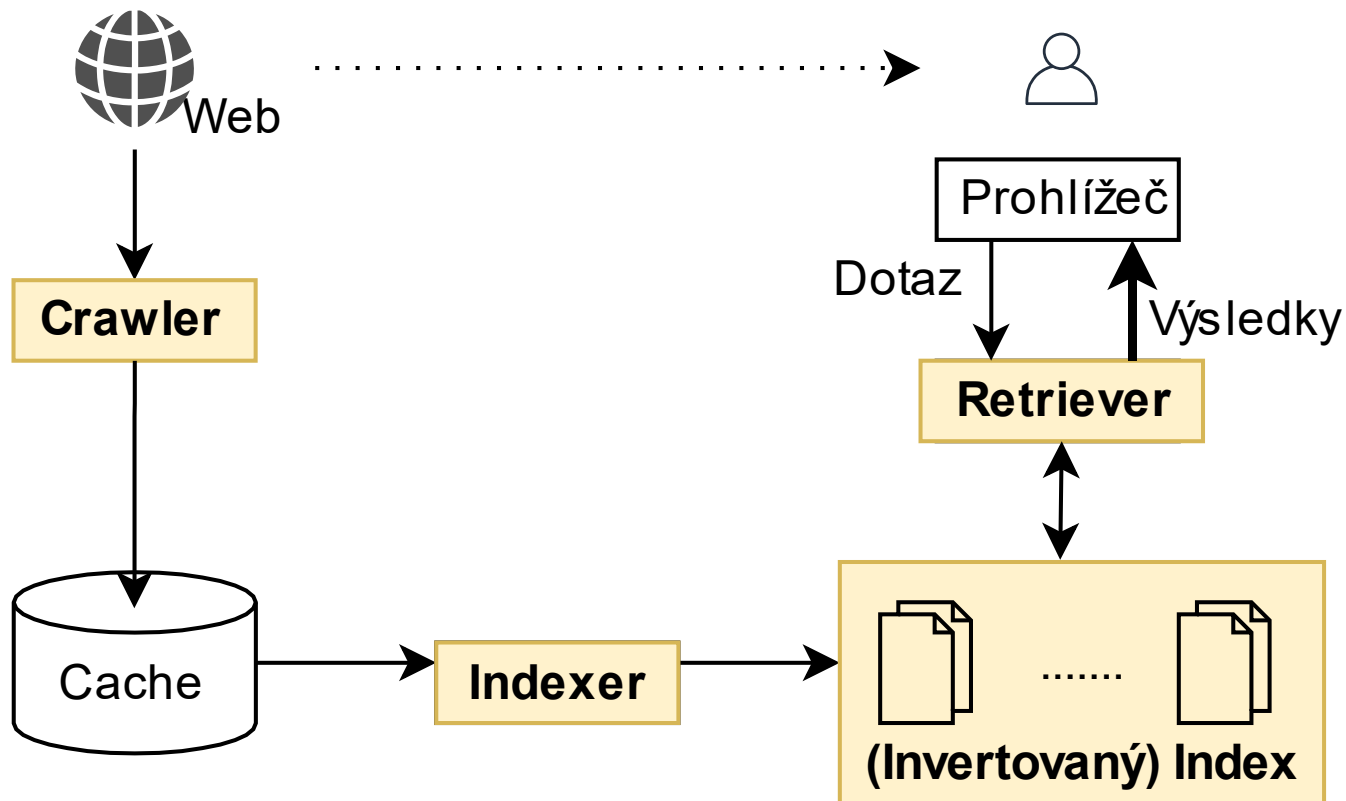 Web
Prohlížeč
Dotaz
Výsledky
Crawler
Retriever
Cache
Indexer
.......
(Invertovaný) Index